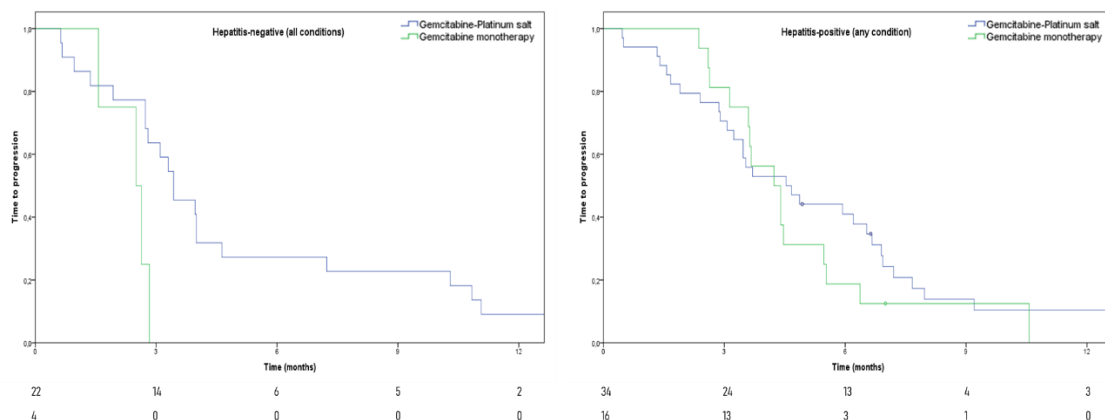 Hepatitis-negative (all conditions)
Gemcitabine-Platinum salt
Gemcitabine monotherapy
Time to progression
1,0
0,8
0,6
0,4
0,2
0,0
0 3 6 9 12
Time (months)
22 14 6 5 2
4 0 0 0 0
Hepatitis-positive (any condition)
Gemcitabine-Platinum salt
Gemcitabine monotherapy
Time to progression
1,0
0,8
0,6
0,4
0,2
0,0
0 3 6 9 12
Time (months)
34 24 13 4 3
16 13 3 1 0